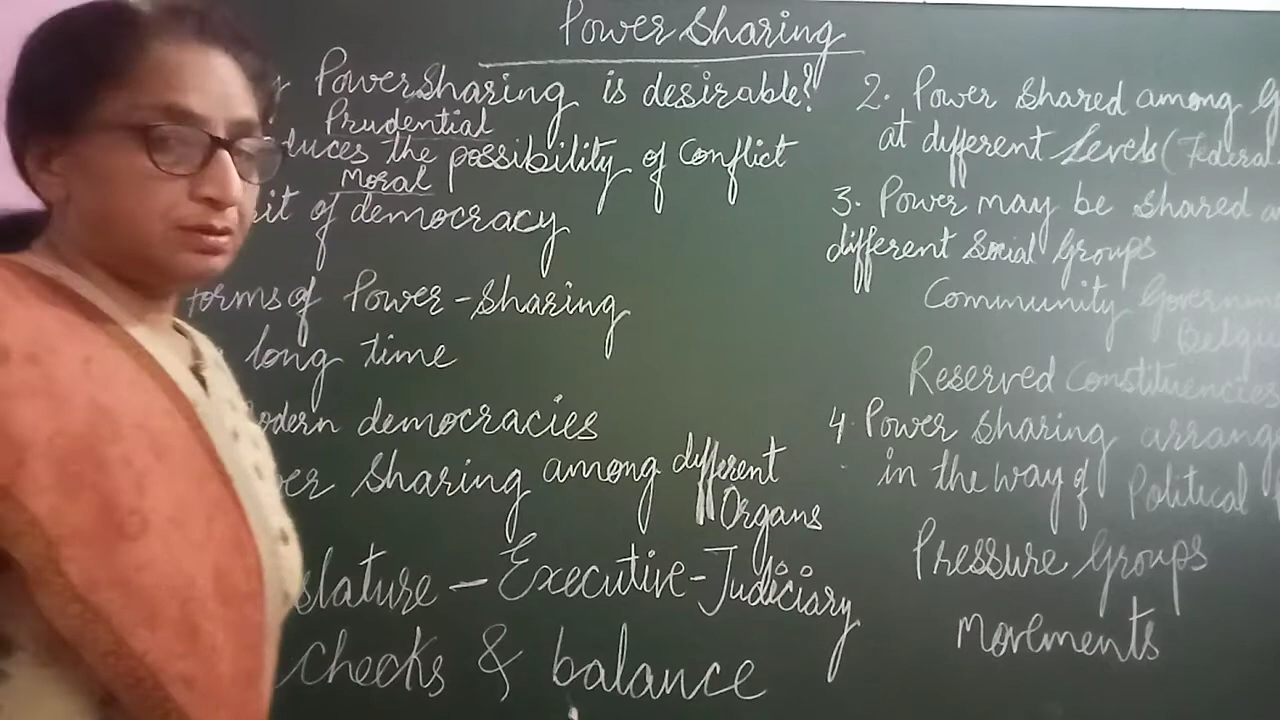 Power Sharing
Power Sharing is desirable?
Prudential
duces the possibility of Conflict
Moral
of democracy
forms of Power-Sharing
long time
odern democracies
er sharing among different
Organs
slature - Executive - Judiciary
checks & balance
2. Power Shared among G
at different Levels (Federal
3. Power may be shared a
different Social Groups
Community Governm
Belgiu
Reserved Constituencies
4. Power sharing arrang
in the way of Political
Pressure Groups
Movements